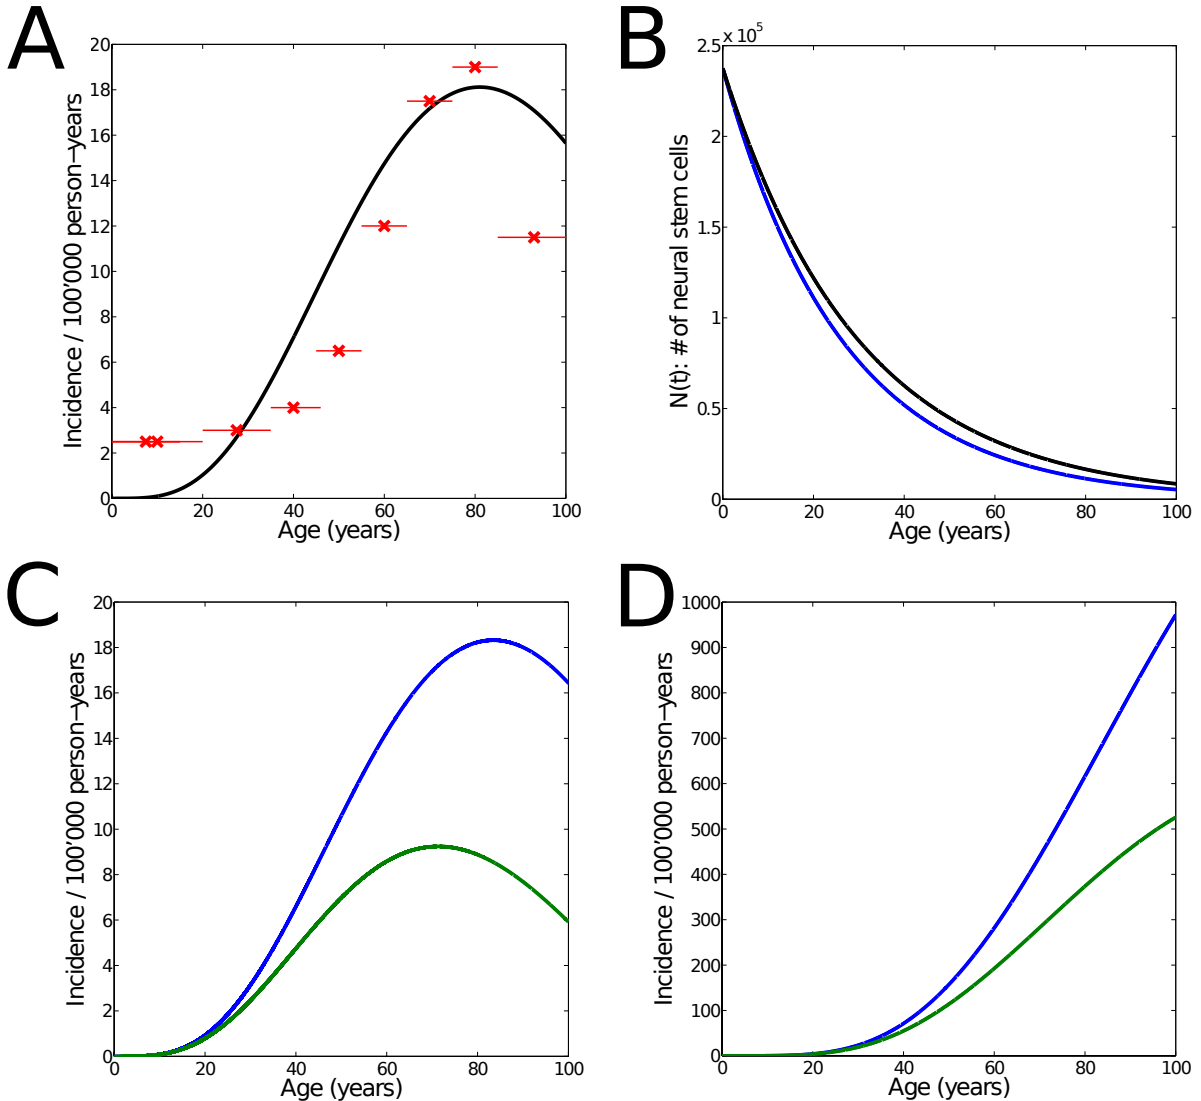 A
20
18
16
14
12
10
8
6
4
2
0
Incidence / 100’000 person−years
0 20 40 60 80 100
Age (years)
B
x 10^5
2.5
2
1.5
1
0.5
0
N(t): # of neural stem cells
0 20 40 60 80 100
Age (years)
C
20
18
16
14
12
10
8
6
4
2
0
Incidence / 100’000 person−years
0 20 40 60 80 100
Age (years)
D
1000
900
800
700
600
500
400
300
200
100
0
Incidence / 100’000 person−years
0 20 40 60 80 100
Age (years)